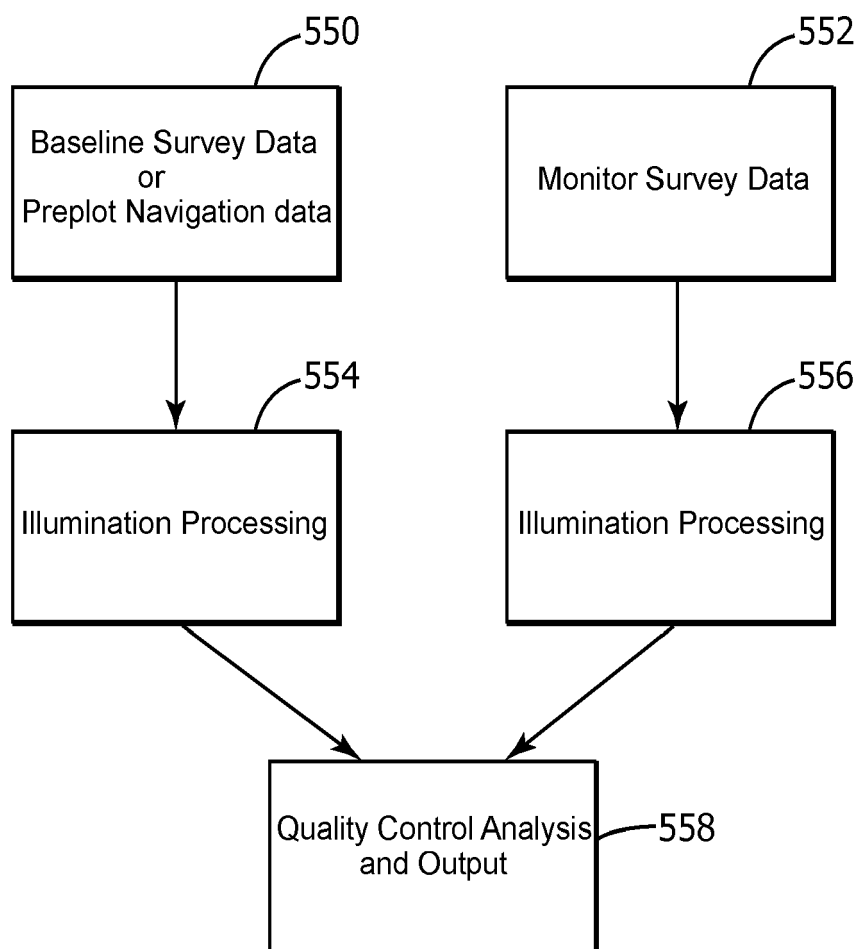 550
552
Baseline Survey Data
or
Preplot Navigation data
Monitor Survey Data
554
556
Illumination Processing
Illumination Processing
Quality Control Analysis
and Output
558